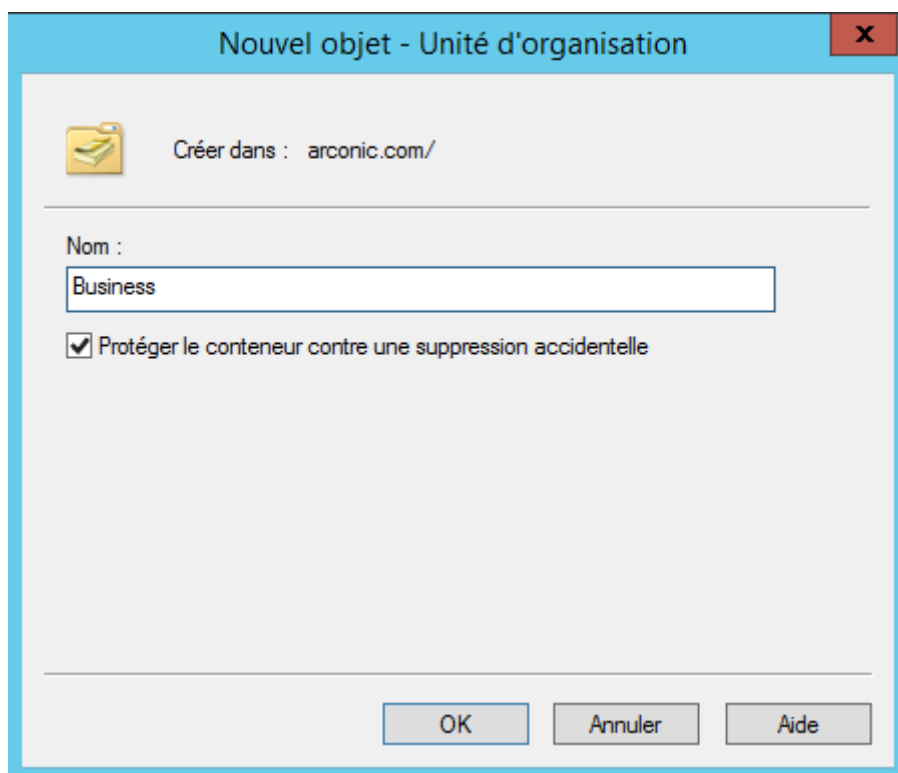 Nouvel objet - Unité d'organisation
x
Créer dans : arconic.com/
Nom :
Business
Protéger le conteneur contre une suppression accidentelle
OK Annuler Aide